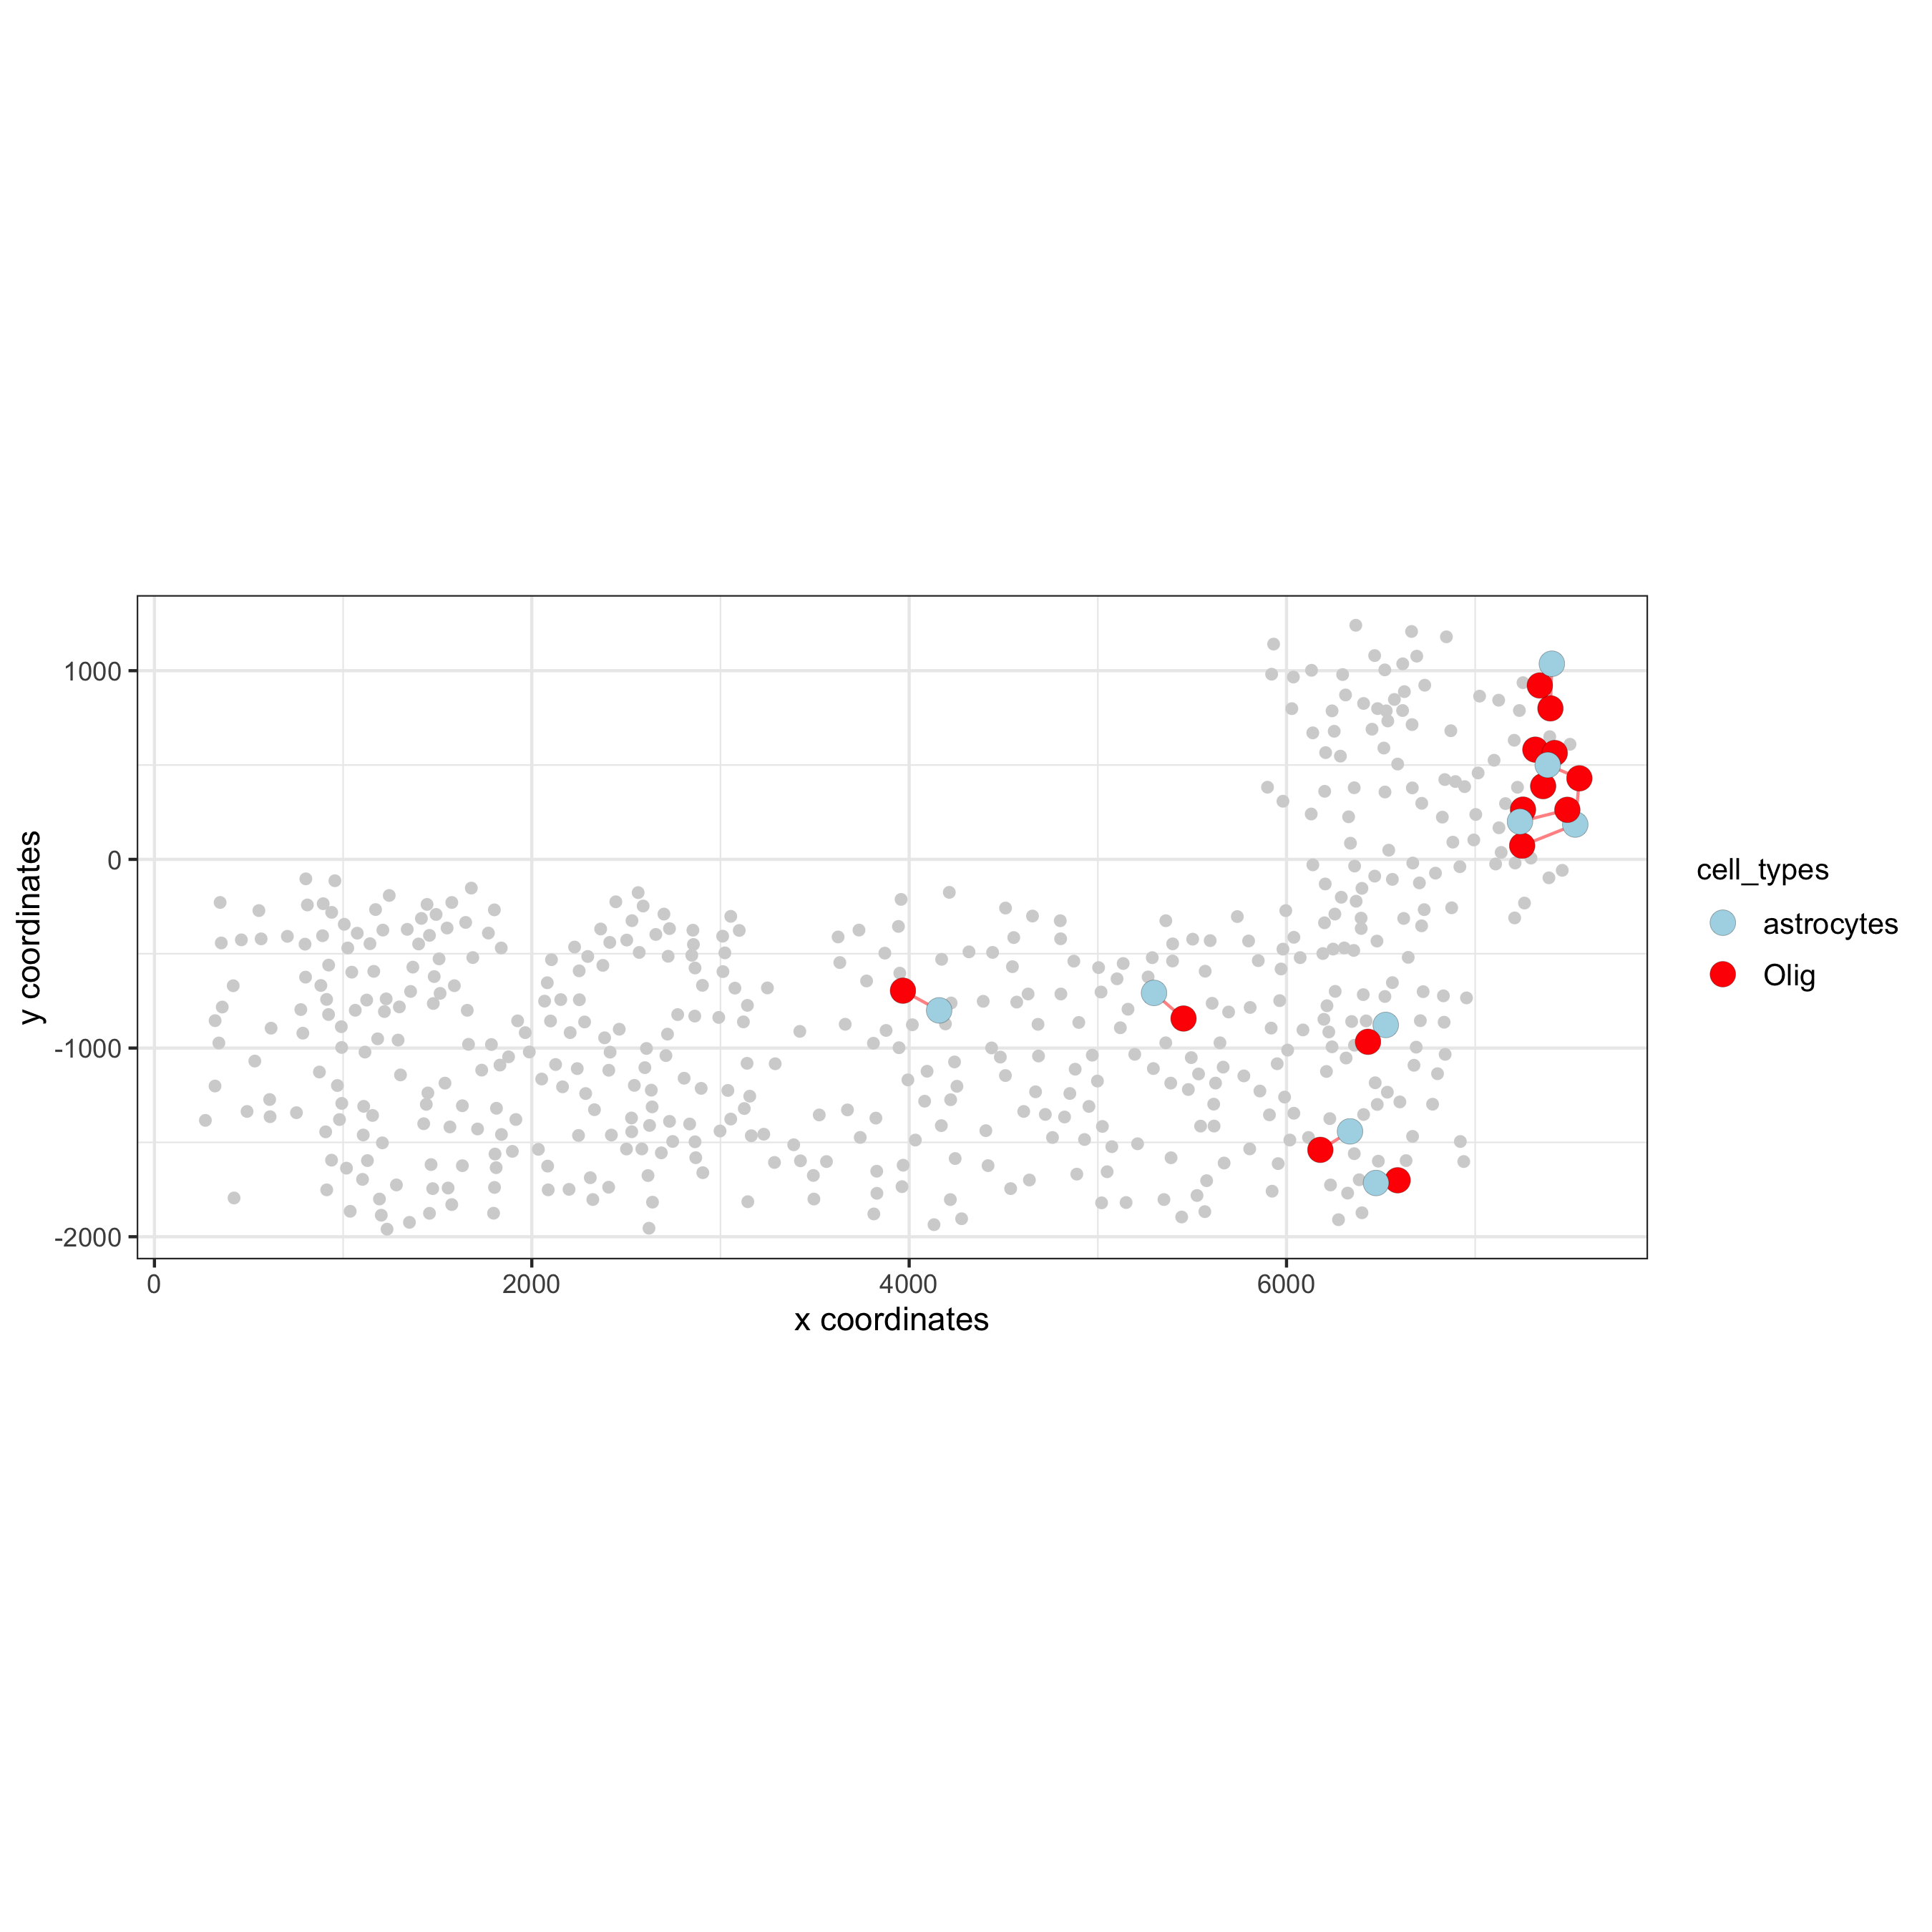 1000
0
-1000
-2000
y coordinates
0 2000 4000 6000
x coordinates
cell_types
astrocytes
Olig